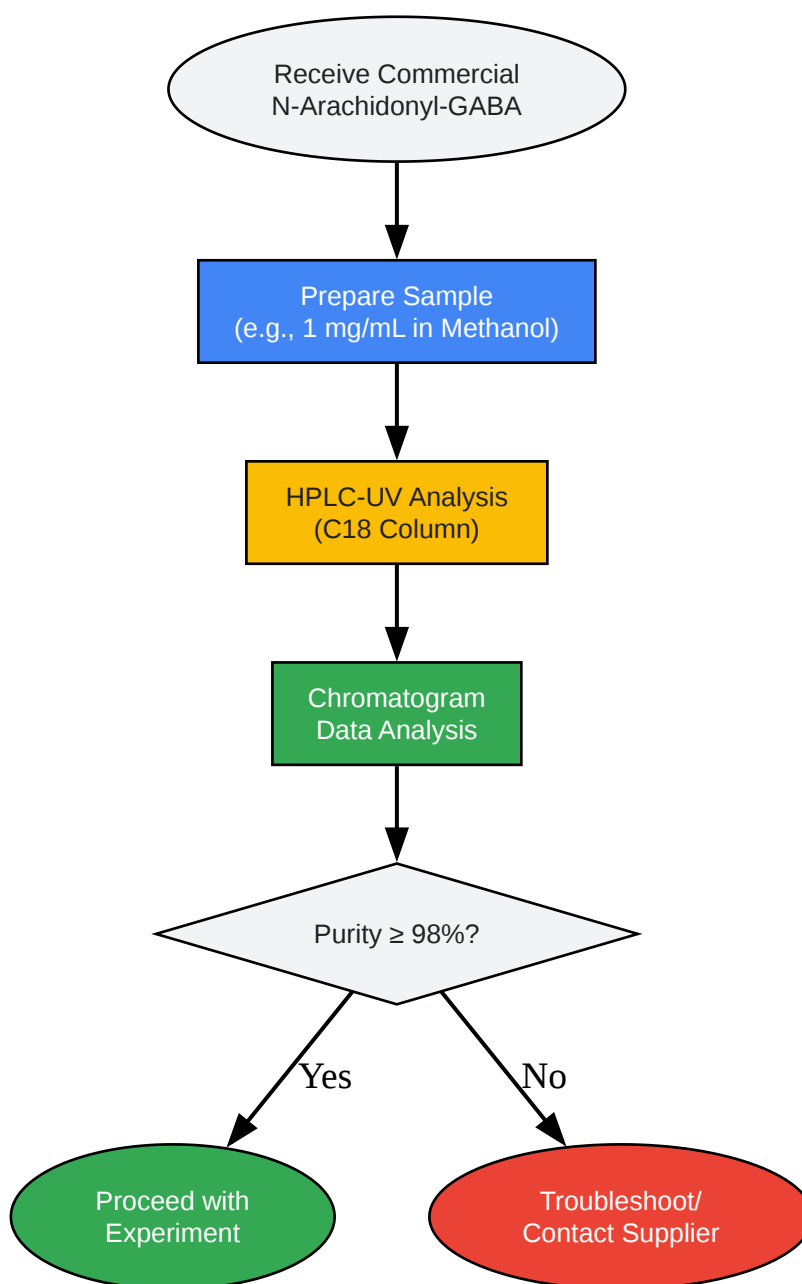 Receive Commercial
N-Arachidonyl-GABA
Prepare Sample
(e.g., 1 mg/mL in Methanol)
HPLC-UV Analysis
(C18 Column)
Chromatogram
Data Analysis
Purity ≥ 98%?
Yes
No
Proceed with
Experiment
Troubleshoot/
Contact Supplier